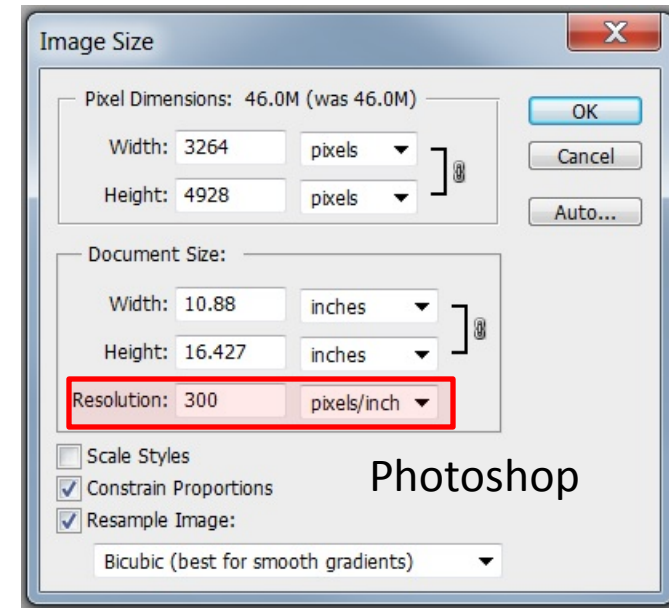 Image Size
X
Pixel Dimensions: 46.0M (was 46.0M)
Width: 3264 pixels
Height: 4928 pixels
OK
Cancel
Auto...
Document Size:
Width: 10.88 inches
Height: 16.427 inches
Resolution: 300 pixels/inch
Scale Styles
Constrain Proportions
Resample Image:
Photoshop
Bicubic (best for smooth gradients)